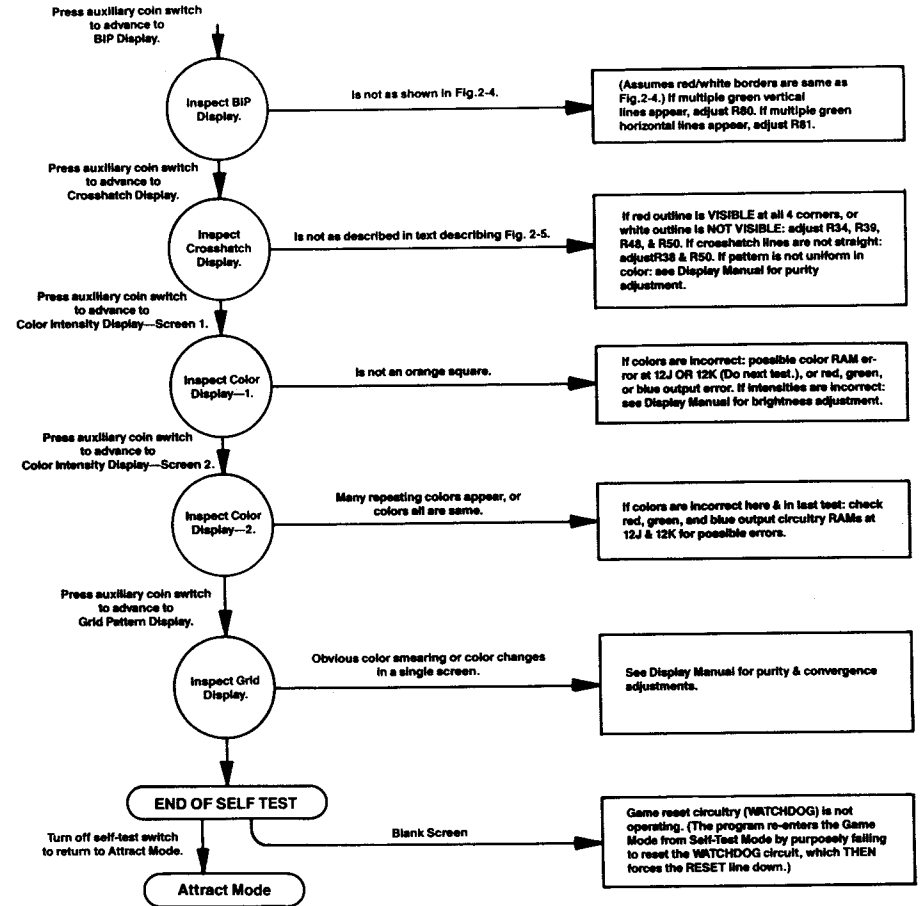 Press auxiliary coin switch
to advance to
BIP Display.
Inspect BIP
Display.
Is not as shown in Fig.2-4.
(Assumes red/white borders are same as
Fig.2-4.) If multiple green vertical
lines appear, adjust R80. If multiple green
horizontal lines appear, adjust R81.
Press auxiliary coin switch
to advance to
Crosshatch Display.
Inspect
Crosshatch
Display.
Is not as described in text describing Fig. 2-5.
If red outline is VISIBLE at all 4 corners, or
white outline is NOT VISIBLE: adjust R34, R39,
R48, & R50. If crosshatch lines are not straight:
adjustR38 & R50. If pattern is not uniform in
color: see Display Manual for purity
adjustment.
Press auxiliary coin switch
to advance to
Color Intensity Display—Screen 1.
Inspect Color
Display—1.
Is not an orange square.
If colors are incorrect: possible color RAM er-
ror at 12J OR 12K (Do next test.), or red, green,
or blue output error. If intensities are incorrect:
see Display Manual for brightness adjustment.
Press auxiliary coin switch
to advance to
Color Intensity Display—Screen 2.
Inspect Color
Display—2.
Many repeating colors appear, or
colors all are same.
If colors are incorrect here & in last test: check
red, green, and blue output circuitry RAMs at
12J & 12K for possible errors.
Press auxiliary coin switch
to advance to
Grid Pattern Display.
Inspect Grid
Display.
Obvious color smearing or color changes
in a single screen.
See Display Manual for purity & convergence
adjustments.
END OF SELF TEST
Turn off self-test switch
to return to Attract Mode.
Blank Screen
Game reset circuitry (WATCHDOG) is not
operating. (The program re-enters the Game
Mode from Self-Test Mode by purposely failing
to reset the WATCHDOG circuit, which THEN
forces the RESET line down.)
Attract Mode